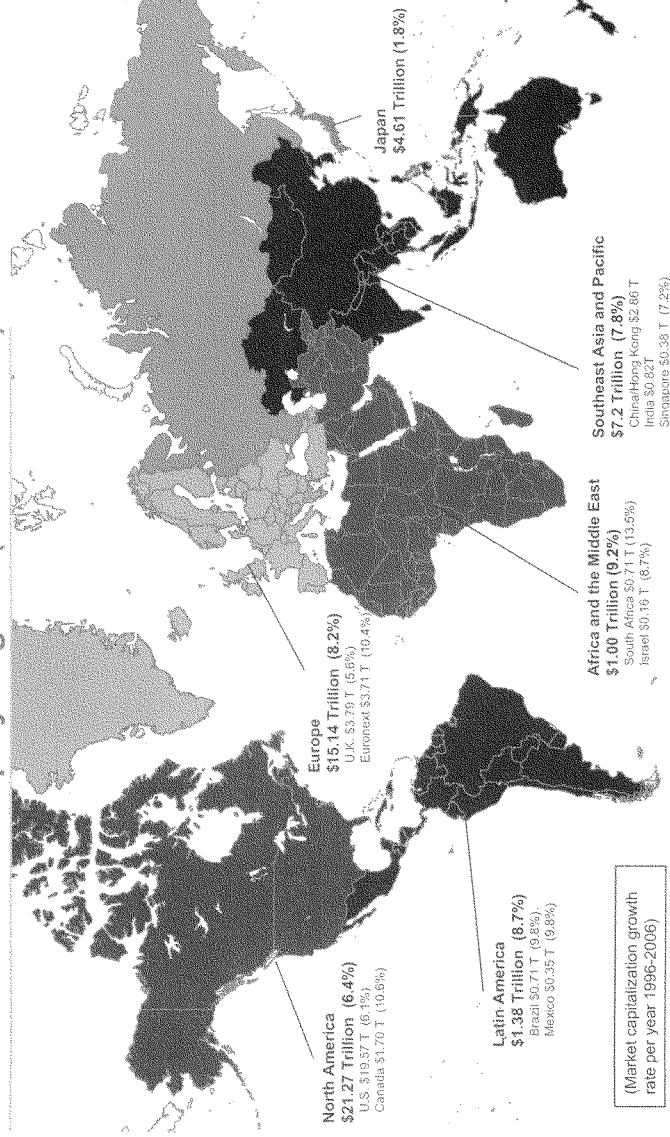 North America
$21.27 Trillion (6.4%)
U.S. $19.57 T (6.1%)
Canada $1.70 T (10.6%)
Latin America
$1.38 Trillion (8.7%)
Brazil $0.71 T (9.8%).
Mexico $0.35 T (9.8%)
(Market capitalization growth
rate per year 1996-2006)
Europe
$15.14 Trillion (8.2%)
U.K. $3.79 T (5.6%)
Euronext $3.71 T (10.4%)
Africa and the Middle East
$1.00 Trillion (9.2%)
South Africa $0.71 T (13.5%)
Israel $0.16 T (8.7%)
Southeast Asia and Pacific
$7.2 Trillion (7.8%)
China/Hong Kong $2.86 T
India $0.82T
Singapore $0.38 T (7.2%)
Japan
$4.61 Trillion (1.8%)